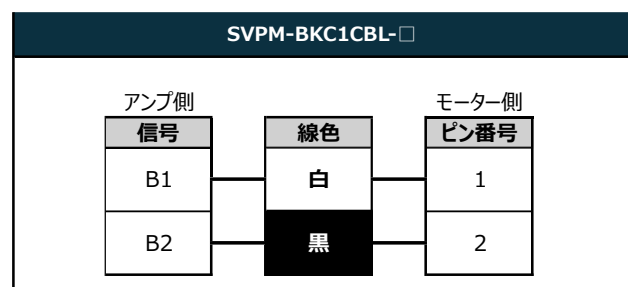 SVPM-BKC1CBL-□
アンプ側 モーター側
信号 線色 ピン番号
B1 白 1
B2 黒 2